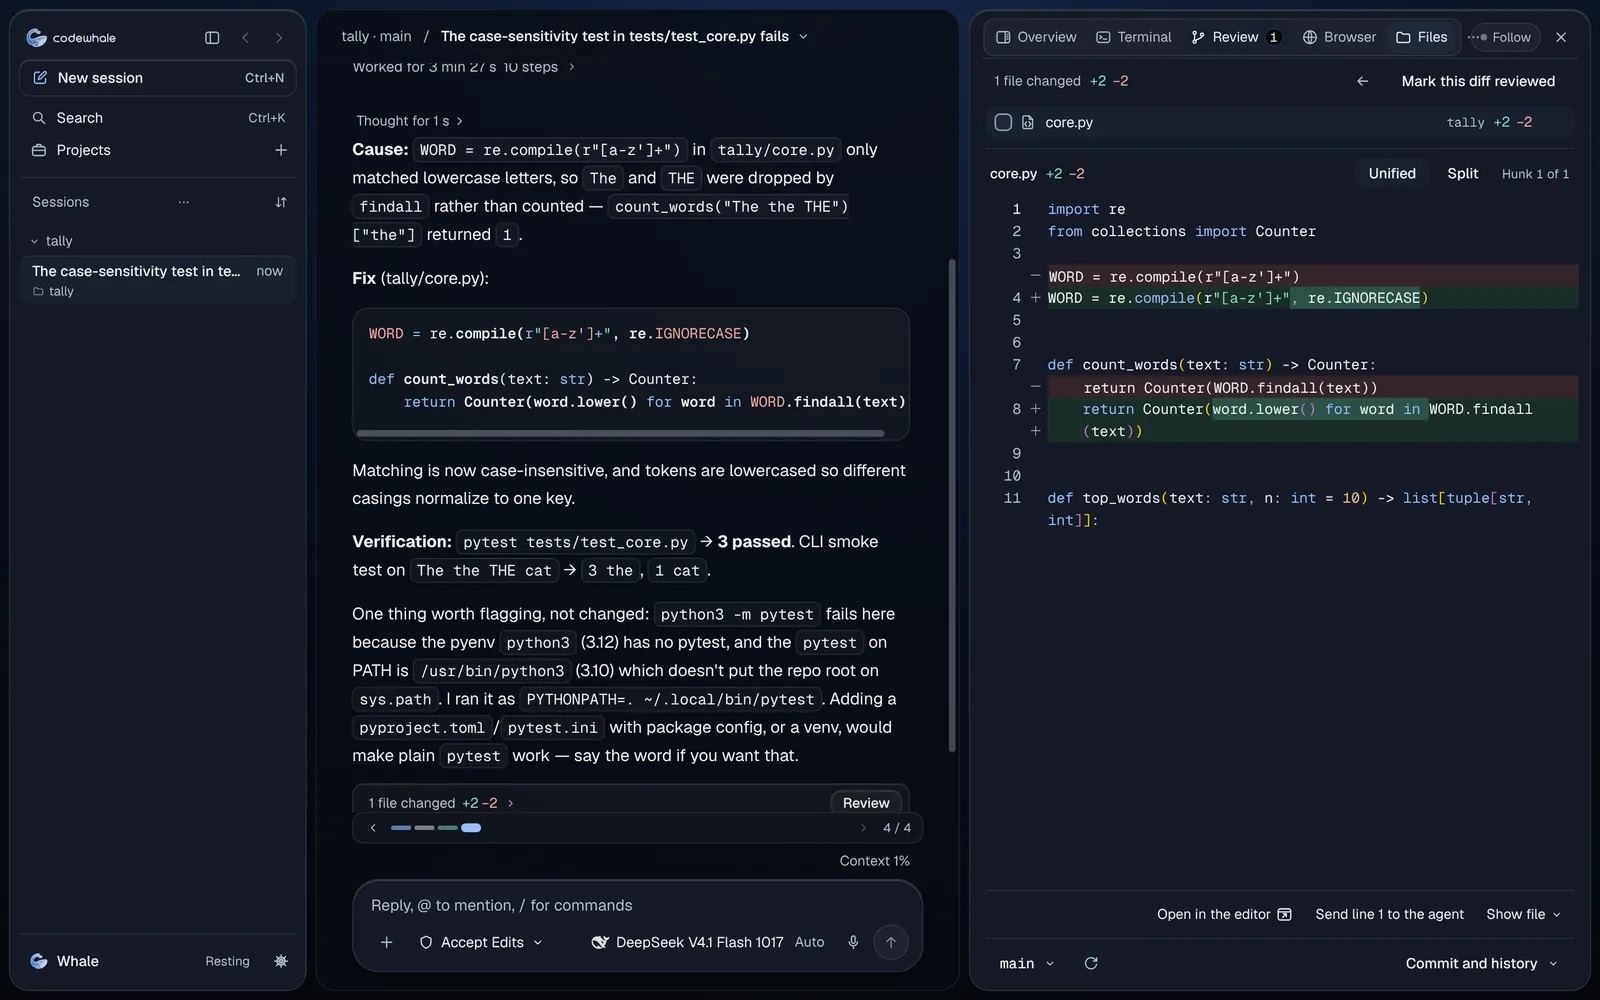 codewhale
New session Ctrl+N
Search Ctrl+K
Projects
Sessions ...
tally
The case-sensitivity test in te... now
tally
Whale Resting
tally · main / The case-sensitivity test in tests/test_core.py fails
Worked for 3 min 27 s 10 steps
Thought for 1 s
Cause: WORD = re.compile(r"[a-z']+") in tally/core.py only
matched lowercase letters, so The and THE were dropped by
findall rather than counted — count_words("The the THE")
["the"] returned 1.
Fix (tally/core.py):
WORD = re.compile(r"[a-z']+", re.IGNORECASE)
def count_words(text: str) -> Counter:
return Counter(word.lower() for word in WORD.findall(text)
Matching is now case-insensitive, and tokens are lowercased so different
casings normalize to one key.
Verification: pytest tests/test_core.py → 3 passed. CLI smoke
test on The the THE cat → 3 the, 1 cat.
One thing worth flagging, not changed: python3 -m pytest fails here
because the pyenv python3 (3.12) has no pytest, and the pytest on
PATH is /usr/bin/python3 (3.10) which doesn't put the repo root on
sys.path. I ran it as PYTHONPATH=. ~/.local/bin/pytest. Adding a
pyproject.toml/pytest.ini with package config, or a venv, would
make plain pytest work — say the word if you want that.
1 file changed +2 −2 Review
4 / 4
Context 1%
Reply, @ to mention, / for commands
Accept Edits DeepSeek V4.1 Flash 1017 Auto
Overview Terminal Review 1 Browser Files ... Follow
1 file changed +2 −2 ← Mark this diff reviewed
core.py tally +2 −2
core.py +2 −2 Unified Split Hunk 1 of 1
1 import re
2 from collections import Counter
3
− WORD = re.compile(r"[a-z']+")
4 + WORD = re.compile(r"[a-z']+", re.IGNORECASE)
5
6
7 def count_words(text: str) -> Counter:
− return Counter(WORD.findall(text))
8 + return Counter(word.lower() for word in WORD.findall
+ (text))
9
10
11 def top_words(text: str, n: int = 10) -> list[tuple[str,
int]]:
Open in the editor Send line 1 to the agent Show file
main Commit and history